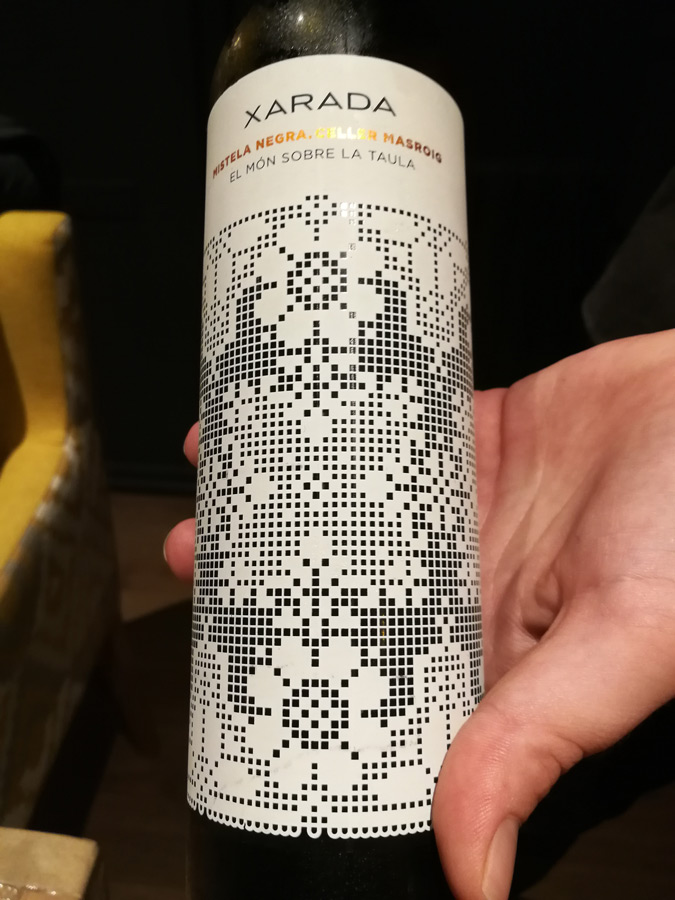 XARADA
MISTELA NEGRA. CELLER MASROIG
EL MÓN SOBRE LA TAULA